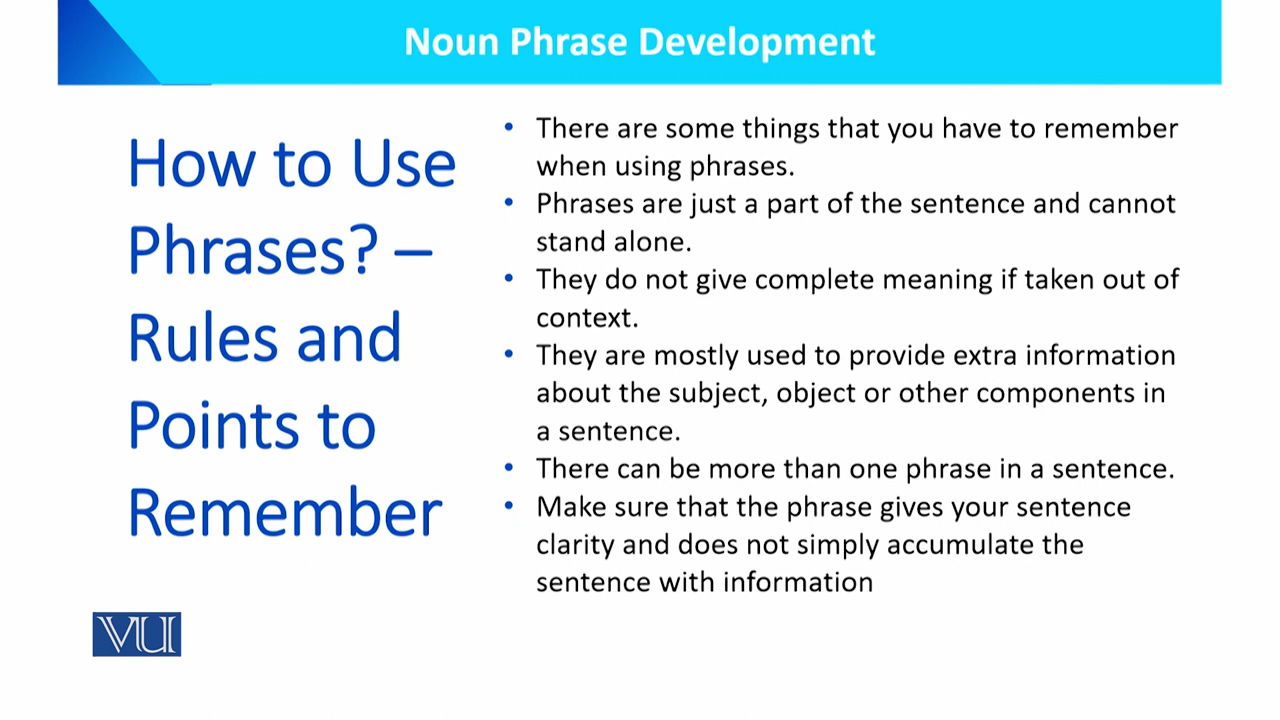 Noun Phrase Development
How to Use
Phrases? –
Rules and
Points to
Remember
• There are some things that you have to remember
when using phrases.
• Phrases are just a part of the sentence and cannot
stand alone.
• They do not give complete meaning if taken out of
context.
• They are mostly used to provide extra information
about the subject, object or other components in
a sentence.
• There can be more than one phrase in a sentence.
• Make sure that the phrase gives your sentence
clarity and does not simply accumulate the
sentence with information
VU